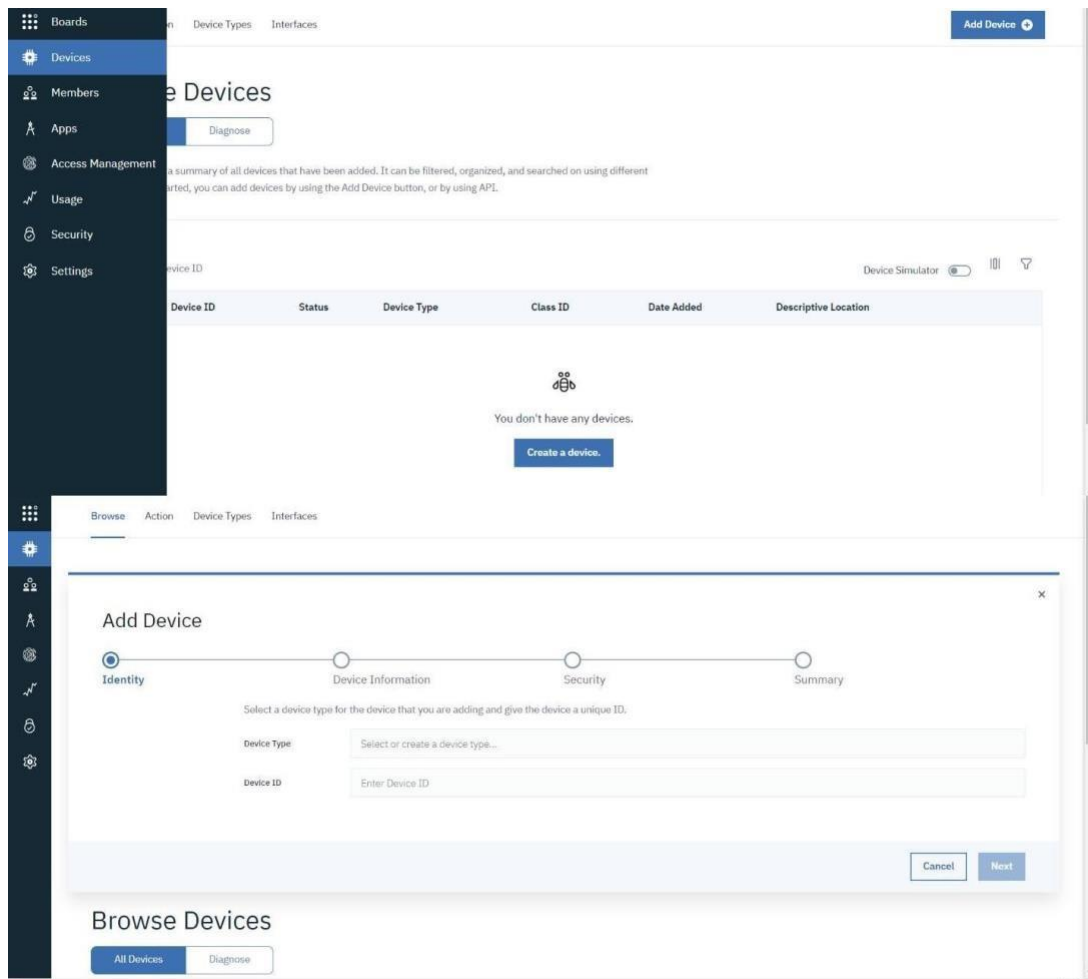 Boards
n Device Types Interfaces
Add Device
Devices
Members
e Devices
Apps
Diagnose
Access Management
a summary of all devices that have been added. It can be filtered, organized, and searched on using different
arted, you can add devices by using the Add Device button, or by using API.
Usage
Security
Settings
evice ID
Device Simulator
Device ID Status Device Type Class ID Date Added Descriptive Location
You don't have any devices.
Create a device.
Browse Action Device Types Interfaces
Add Device
Identity Device Information Security Summary
Select a device type for the device that you are adding and give the device a unique ID.
Device Type Select or create a device type...
Device ID Enter Device ID
Cancel Next
Browse Devices
All Devices Diagnose